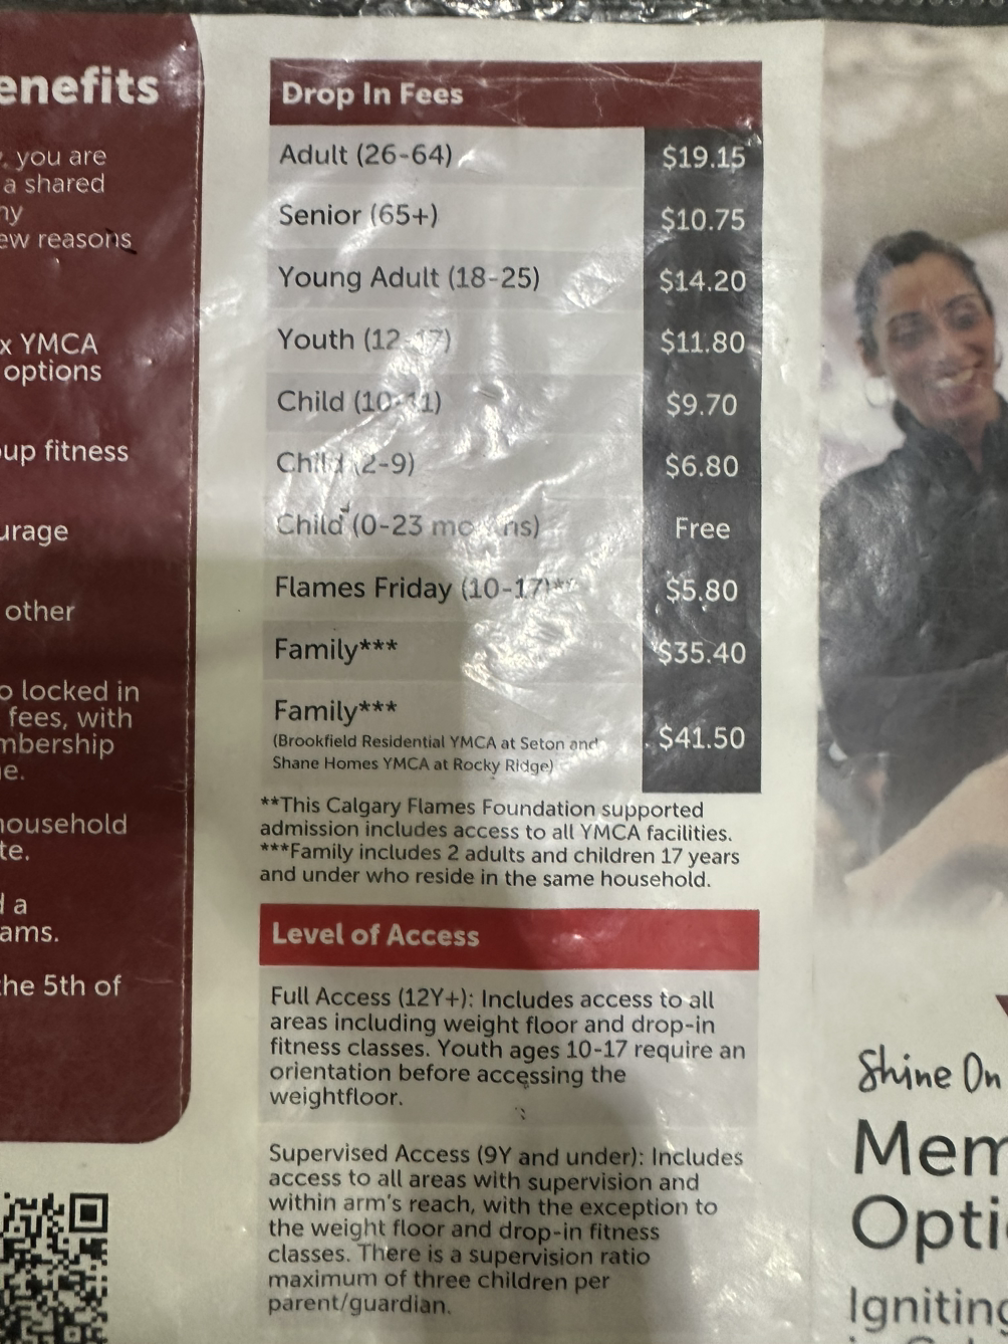 enefits
you are
a shared
ny
ew reasons
x YMCA
options
up fitness
urage
other
o locked in
fees, with
mbership
e.
household
te.
d a
ams.
he 5th of
Drop In Fees
Adult (26-64) $19.15
Senior (65+) $10.75
Young Adult (18-25) $14.20
Youth (12-17) $11.80
Child (10-11) $9.70
Child (2-9) $6.80
Child (0-23 months) Free
Flames Friday (10-17)** $5.80
Family*** $35.40
Family*** $41.50
(Brookfield Residential YMCA at Seton and
Shane Homes YMCA at Rocky Ridge)
**This Calgary Flames Foundation supported
admission includes access to all YMCA facilities.
***Family includes 2 adults and children 17 years
and under who reside in the same household.
Level of Access
Full Access (12Y+): Includes access to all
areas including weight floor and drop-in
fitness classes. Youth ages 10-17 require an
orientation before accessing the
weightfloor.
Supervised Access (9Y and under): Includes
access to all areas with supervision and
within arm's reach, with the exception to
the weight floor and drop-in fitness
classes. There is a supervision ratio
maximum of three children per
parent/guardian.
Shine On
Mem
Opti
Igniting